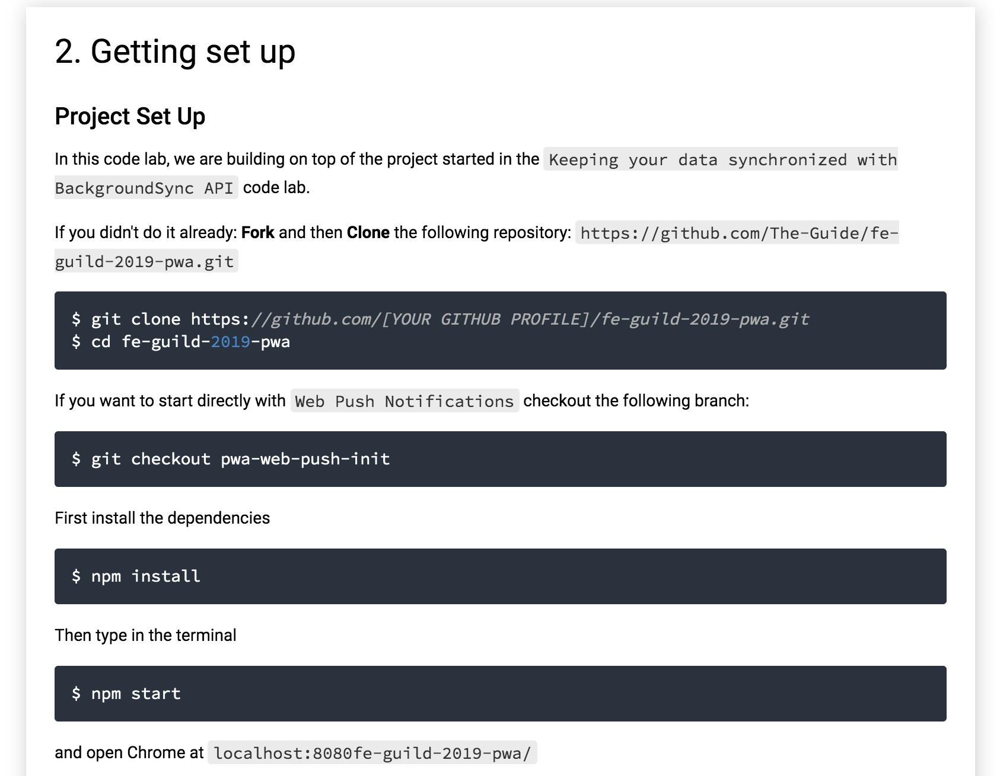 2. Getting set up
Project Set Up
In this code lab, we are building on top of the project started in the Keeping your data synchronized with
BackgroundSync API code lab.
If you didn't do it already: Fork and then Clone the following repository: https://github.com/The-Guide/fe-
guild-2019-pwa.git
$ git clone https://github.com/[YOUR GITHUB PROFILE]/fe-guild-2019-pwa.git
$ cd fe-guild-2019-pwa
If you want to start directly with Web Push Notifications checkout the following branch:
$ git checkout pwa-web-push-init
First install the dependencies
$ npm install
Then type in the terminal
$ npm start
and open Chrome at localhost:8080fe-guild-2019-pwa/